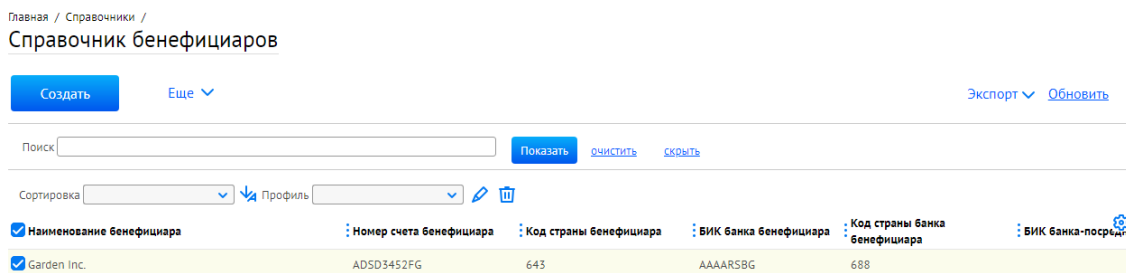 Главная / Справочники /
Справочник бенефициаров
Создать Еще Экспорт Обновить
Поиск Показать очистить скрыть
Сортировка Профиль
Наименование бенефициара Номер счета бенефициара Код страны бенефициара БИК банка бенефициара Код страны банка бенефициара БИК банка-посред
Garden Inc. ADSD3452FG 643 AAAARSBG 688